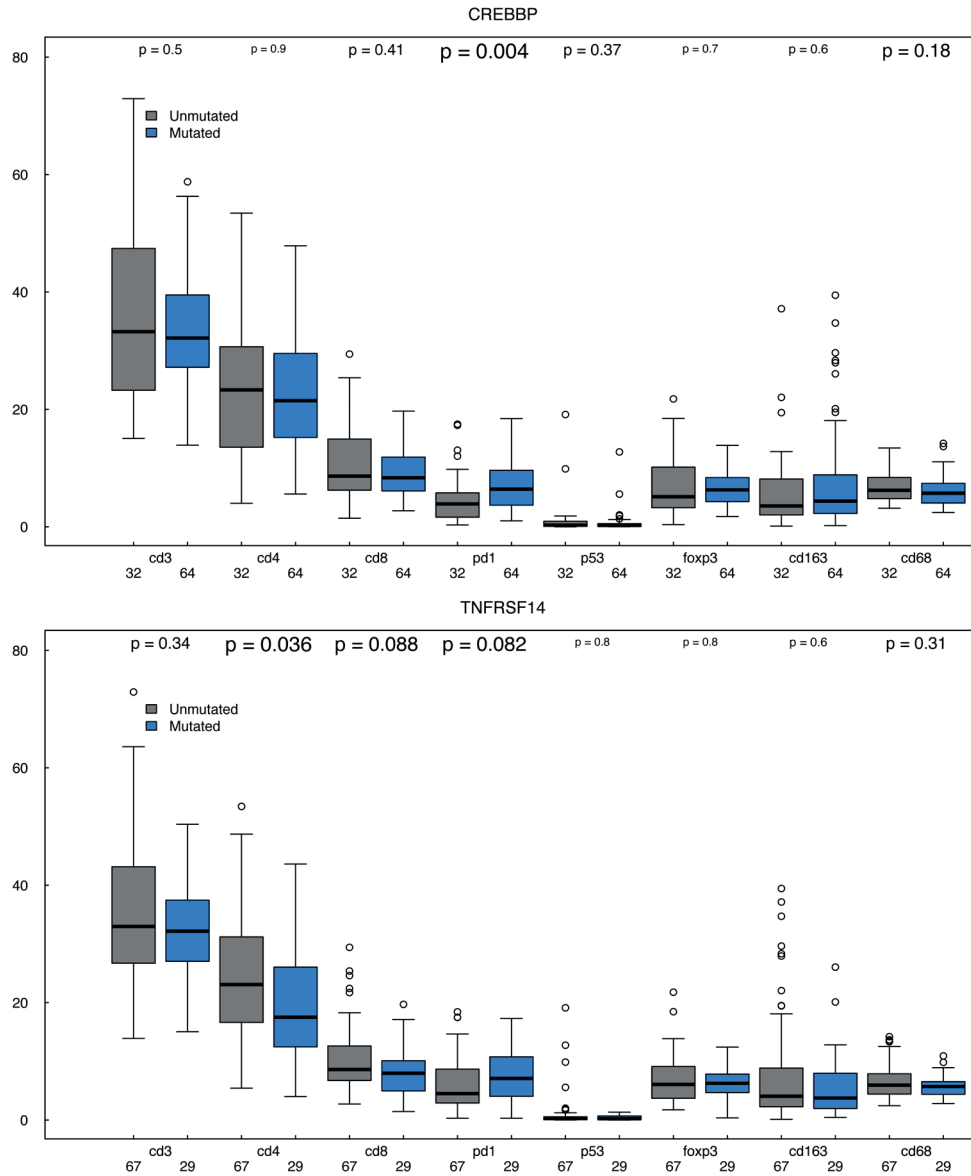 CREBBP
80
p = 0.5 p = 0.9 p = 0.41 p = 0.004 p = 0.37 p = 0.7 p = 0.6 p = 0.18
Unmutated
Mutated
60
40
20
0
cd3 cd4 cd8 pd1 p53 foxp3 cd163 cd68
32 64 32 64 32 64 32 64 32 64 32 64 32 64 32 64
TNFRSF14
80
p = 0.34 p = 0.036 p = 0.088 p = 0.082 p = 0.8 p = 0.8 p = 0.6 p = 0.31
Unmutated
Mutated
60
40
20
0
cd3 cd4 cd8 pd1 p53 foxp3 cd163 cd68
67 29 67 29 67 29 67 29 67 29 67 29 67 29 67 29